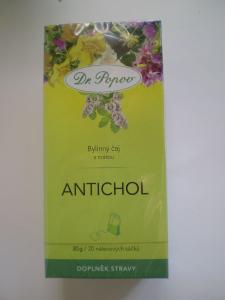 Dr. Popov
Bylinný čaj
s mátou
ANTICHOL
30g / 20 nálevových sáčků
DOPLNĚK STRAVY